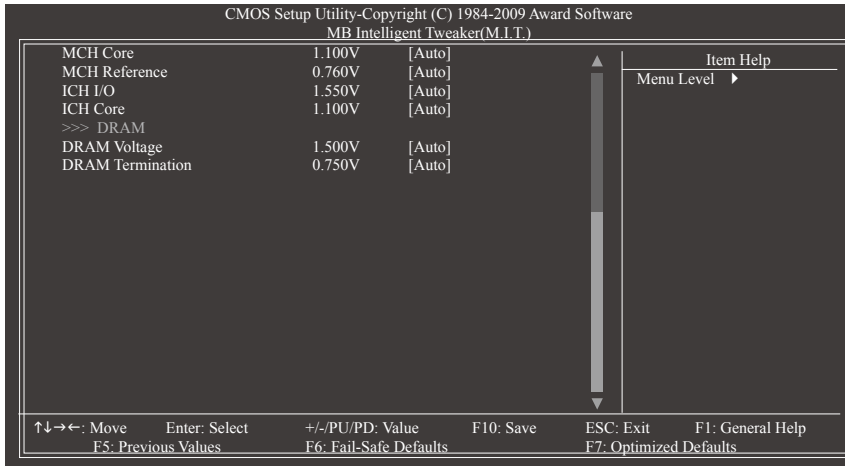 CMOS Setup Utility-Copyright (C) 1984-2009 Award Software
MB Intelligent Tweaker(M.I.T.)
MCH Core 1.100V [Auto]
MCH Reference 0.760V [Auto]
ICH I/O 1.550V [Auto]
ICH Core 1.100V [Auto]
>>> DRAM
DRAM Voltage 1.500V [Auto]
DRAM Termination 0.750V [Auto]
Item Help
Menu Level ▶
↑↓→←: Move Enter: Select +/-/PU/PD: Value F10: Save ESC: Exit F1: General Help
F5: Previous Values F6: Fail-Safe Defaults F7: Optimized Defaults